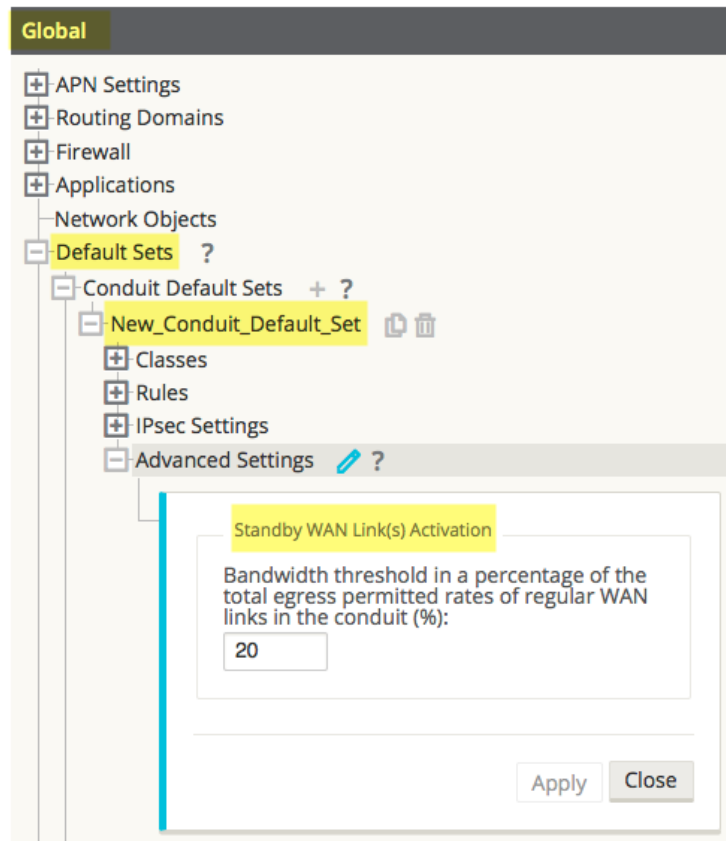 Global
APN Settings
Routing Domains
Firewall
Applications
Network Objects
Default Sets ?
Conduit Default Sets + ?
New_Conduit_Default_Set
Classes
Rules
IPsec Settings
Advanced Settings ?
Standby WAN Link(s) Activation
Bandwidth threshold in a percentage of the
total egress permitted rates of regular WAN
links in the conduit (%):
20
Apply Close